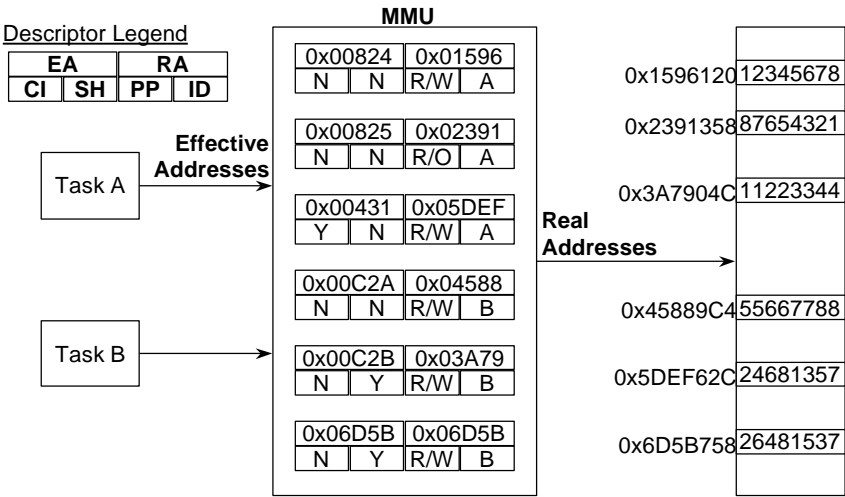 MMU
Descriptor Legend
EA RA
CI SH PP ID
0x00824 0x01596
N N R/W A
0x1596120 12345678
0x00825 0x02391
N N R/O A
0x2391358 87654321
Effective
Addresses
Task A
0x00431 0x05DEF
Y N R/W A
0x3A7904C 11223344
Real
Addresses
0x00C2A 0x04588
N N R/W B
0x45889C4 55667788
Task B
0x00C2B 0x03A79
N Y R/W B
0x5DEF62C 24681357
0x06D5B 0x06D5B
N Y R/W B
0x6D5B758 26481537